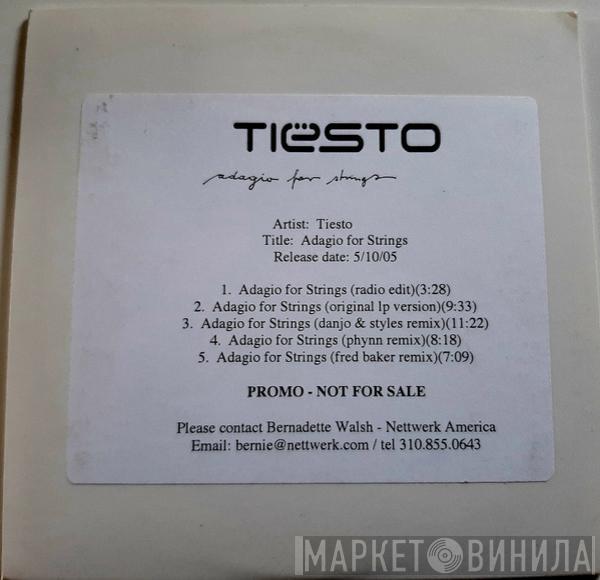 TIËSTO
adagio for strings
Artist: Tiesto
Title: Adagio for Strings
Release date: 5/10/05
1. Adagio for Strings (radio edit)(3:28)
2. Adagio for Strings (original lp version)(9:33)
3. Adagio for Strings (danjo & styles remix)(11:22)
4. Adagio for Strings (phynn remix)(8:18)
5. Adagio for Strings (fred baker remix)(7:09)
PROMO - NOT FOR SALE
Please contact Bernadette Walsh - Nettwerk America
Email: bernie@nettwerk.com / tel 310.855.0643
МАРКЕТ ВИНИЛА